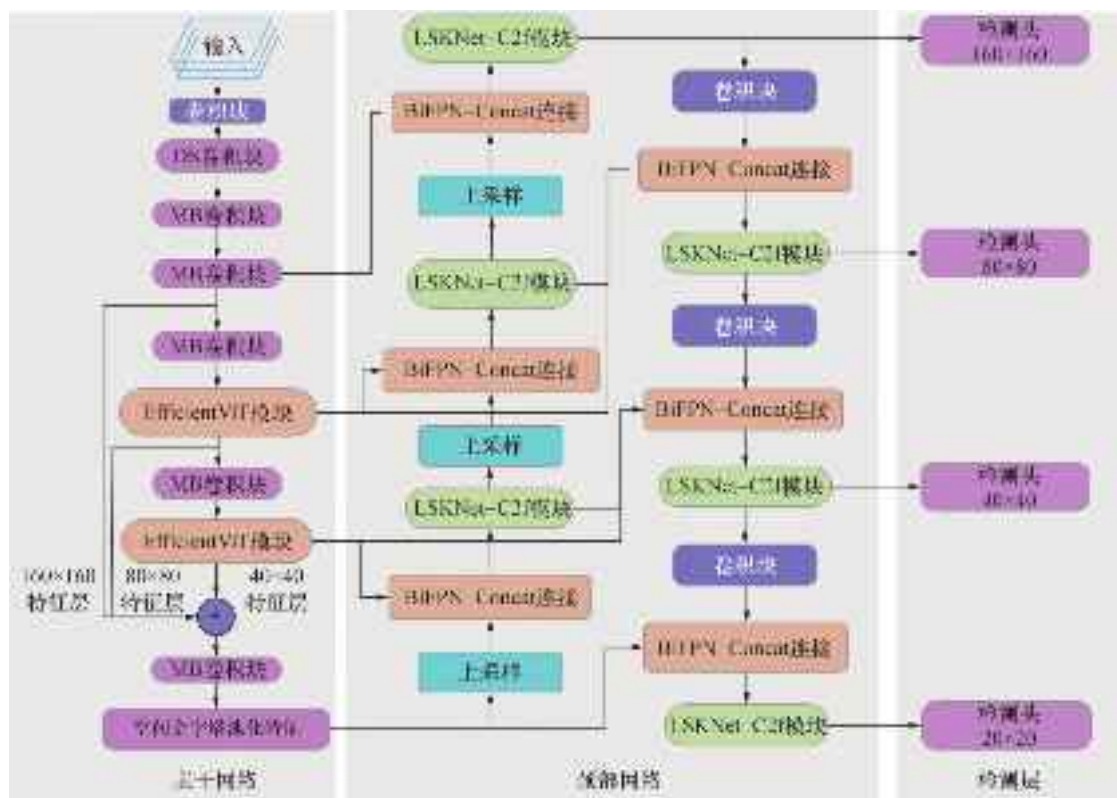 输入
卷积块
DS卷积块
MB卷积块
MB卷积块
MB卷积块
EfficientViT模块
MB卷积块
EfficientViT模块
160×160
特征层
80×80
特征层
40×40
特征层
+
MB卷积块
空间金字塔池化
主干网络
LSKNet-C2f模块
BiFPN-Concat连接
上采样
LSKNet-C2f模块
BiFPN-Concat连接
上采样
LSKNet-C2f模块
BiFPN-Concat连接
上采样
卷积块
BiFPN-Concat连接
LSKNet-C2f模块
卷积块
BiFPN-Concat连接
LSKNet-C2f模块
卷积块
BiFPN-Concat连接
LSKNet-C2f模块
颈部网络
检测头
160×160
检测头
80×80
检测头
40×40
检测头
20×20
检测层